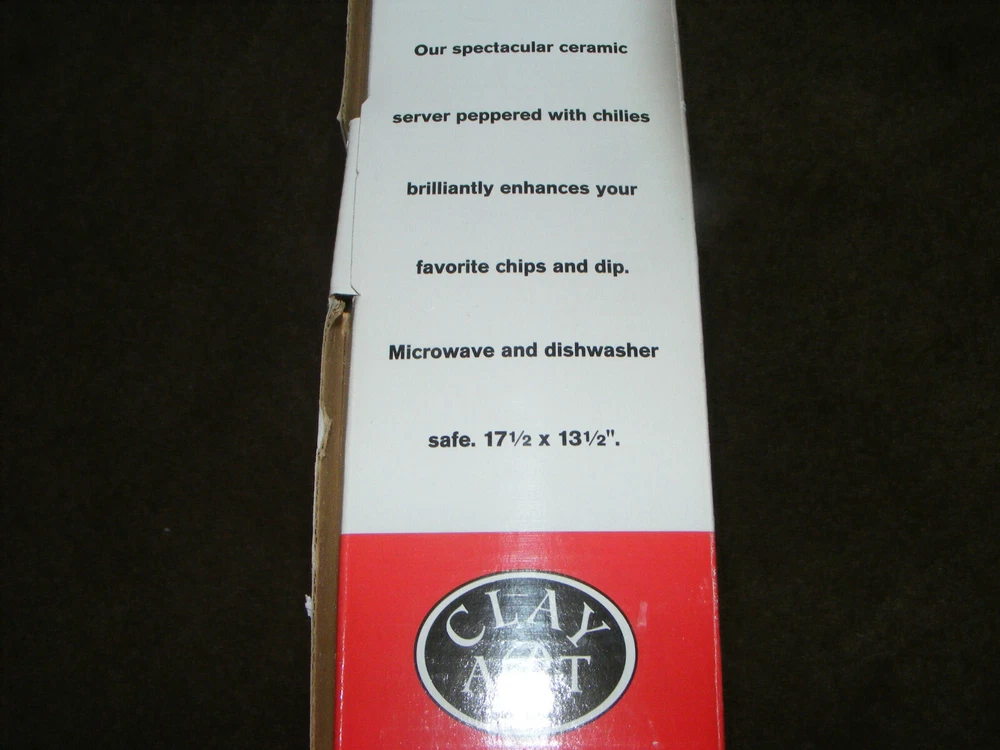 Our spectacular ceramic
server peppered with chilies
brilliantly enhances your
favorite chips and dip.
Microwave and dishwasher
safe. 17½ x 13½".
CLAY
ART